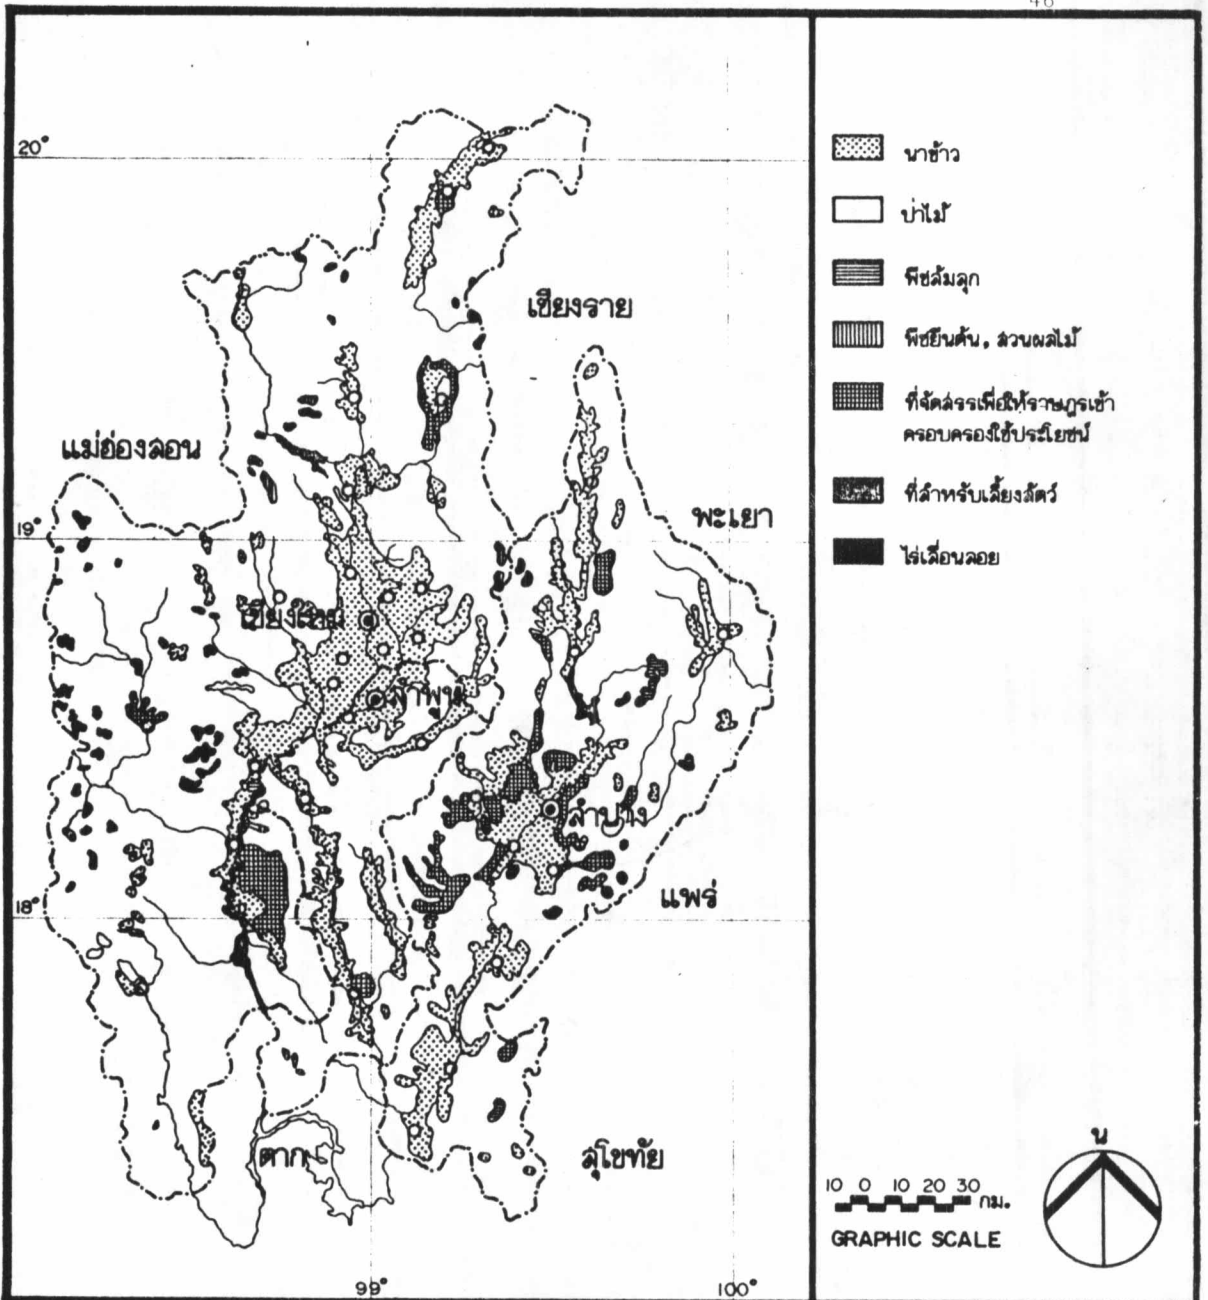 46
20°
เชียงราย
แม่ฮ่องสอน
19°
พะเยา
เชียงใหม่
ลำพูน
ลำปาง
แพร่
18°
ตาก
สุโขทัย
99°
100°
นาข้าว
ป่าไม้
พืชล้มลุก
พืชยืนต้น, สวนผลไม้
ที่จัดสรรเพื่อให้ราษฎรเข้า
ครอบครองใช้ประโยชน์
ที่สำหรับเลี้ยงสัตว์
ไร่เลื่อนลอย
น
10 0 10 20 30 กม.
GRAPHIC SCALE